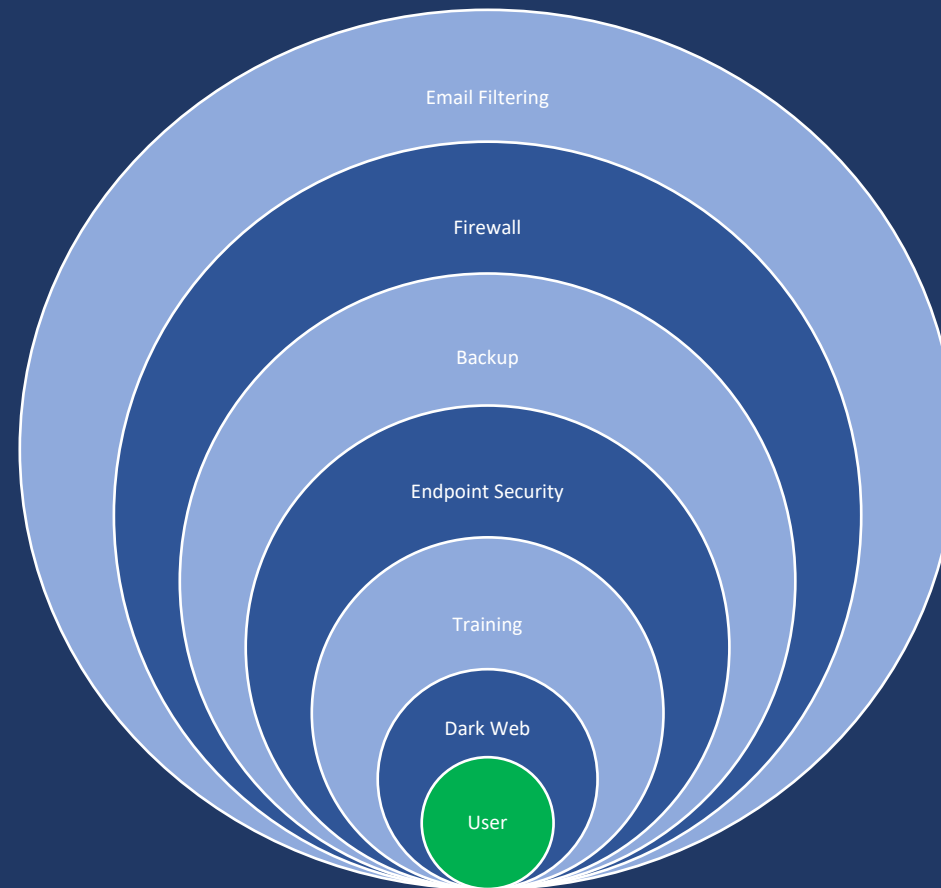 Email Filtering
Firewall
Backup
Endpoint Security
Training
Dark Web
User